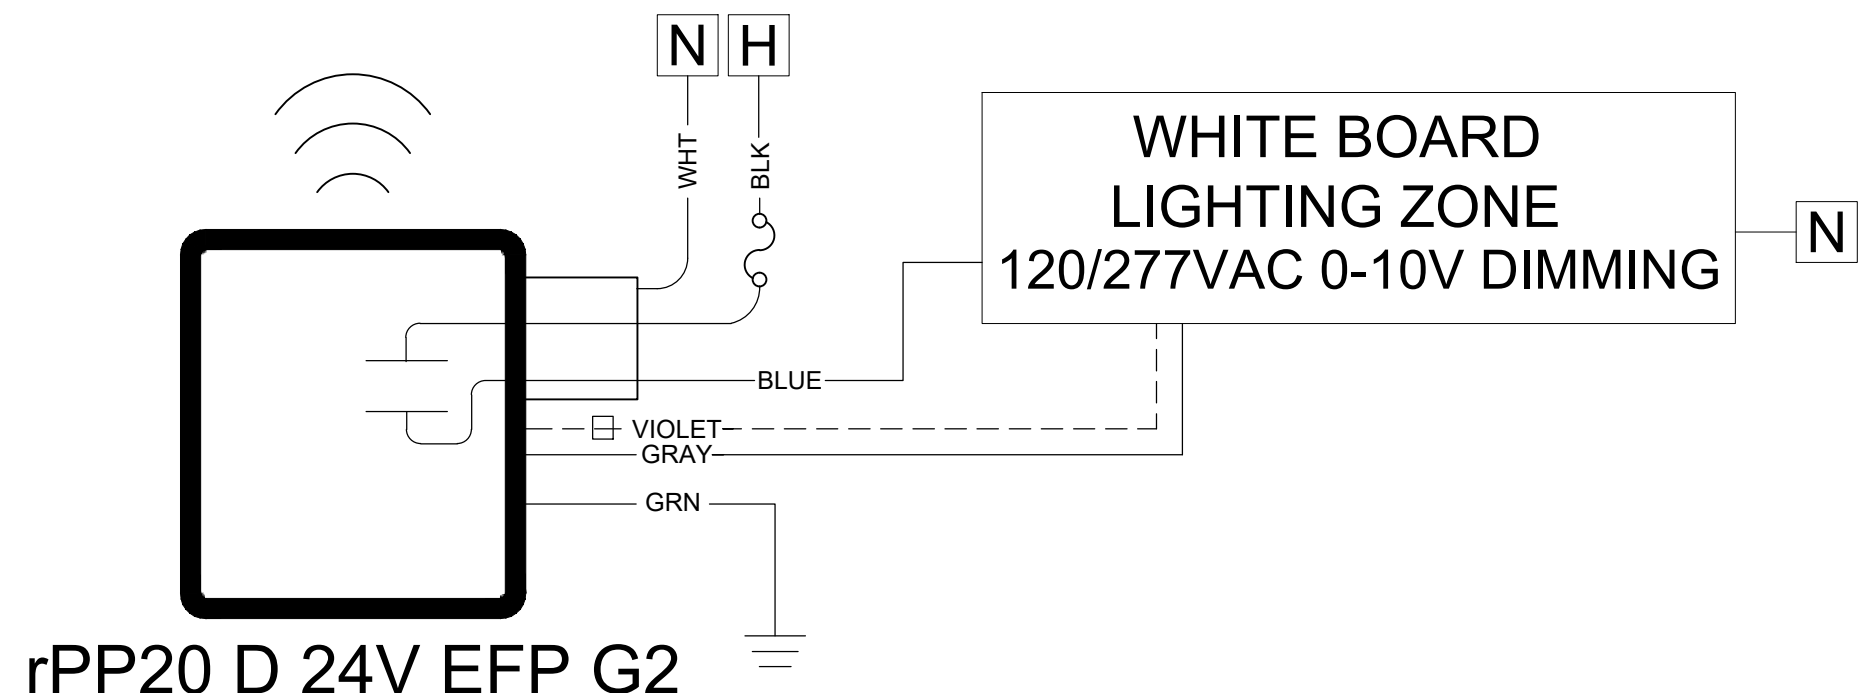 N H
WHT
BLK
WHITE BOARD
LIGHTING ZONE
120/277VAC 0-10V DIMMING
N
BLUE
VIOLET
GRAY
GRN
rPP20 D 24V EFP G2